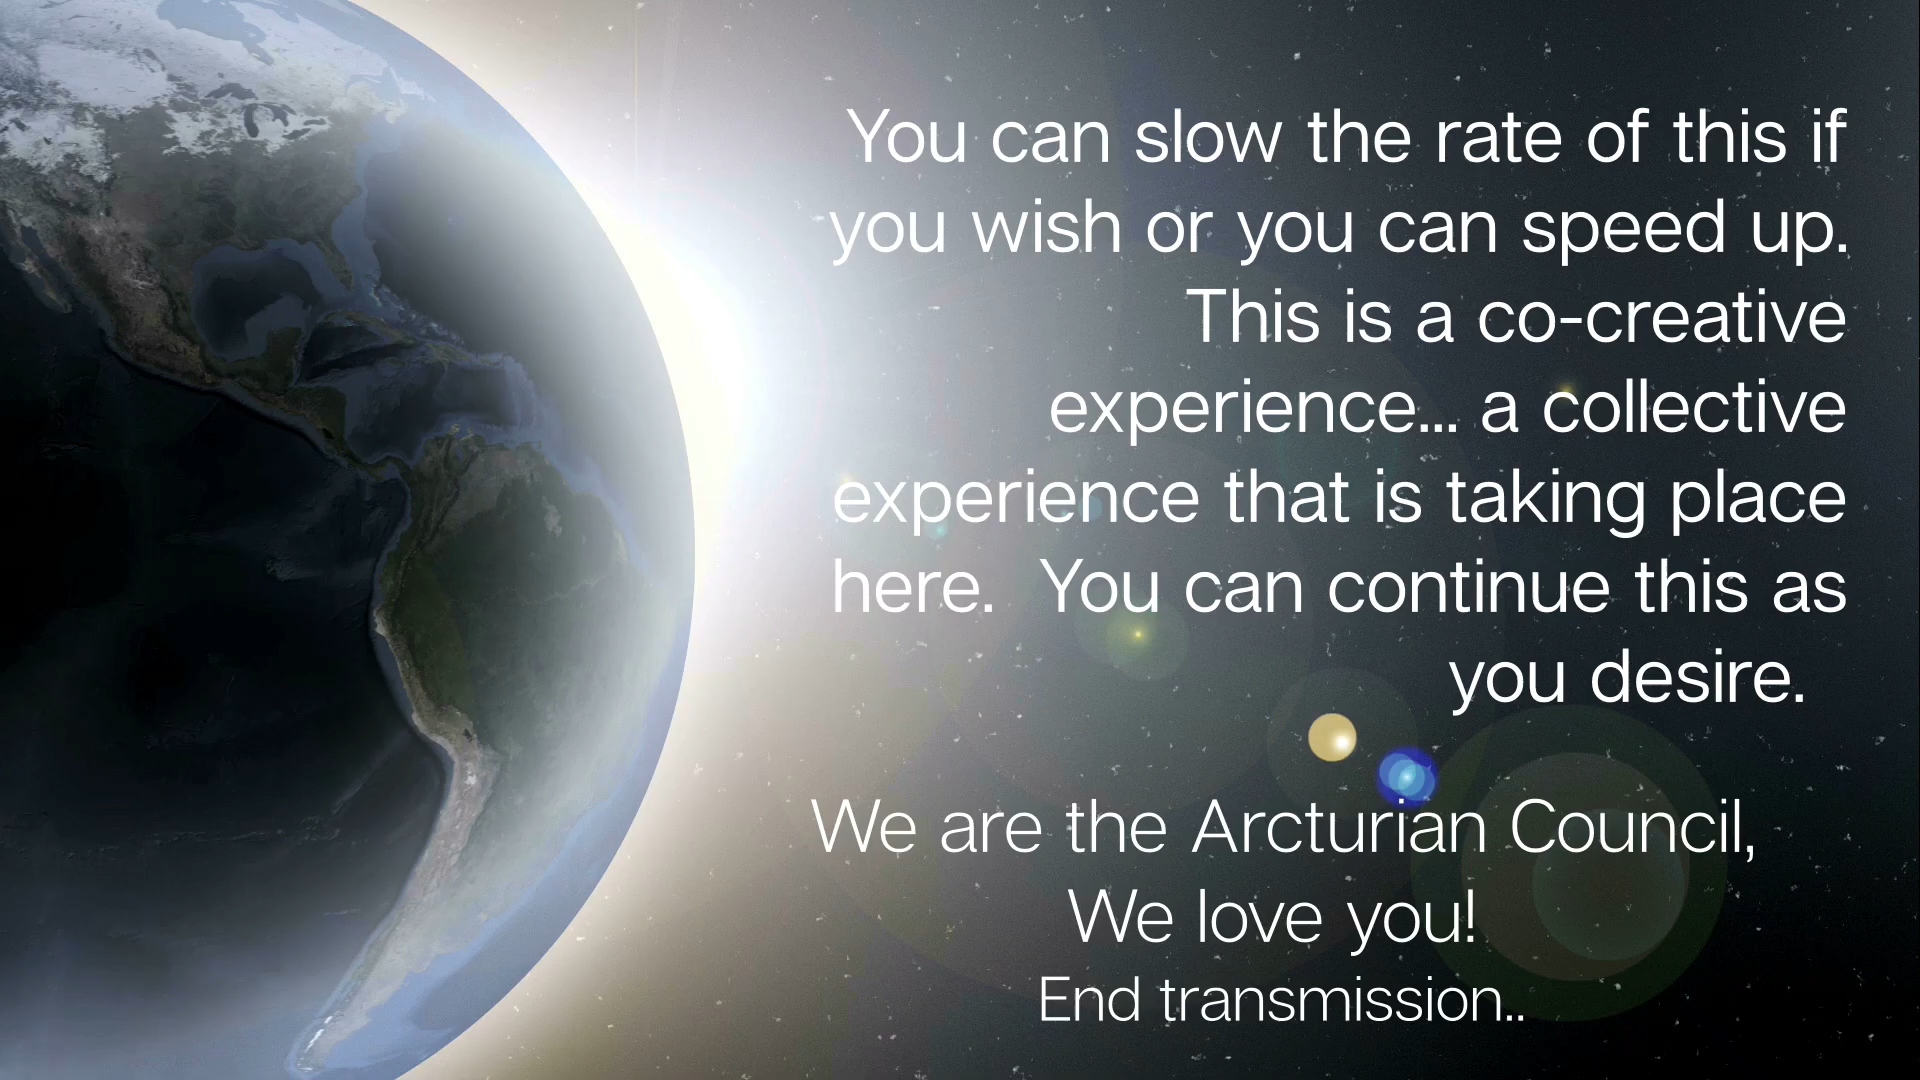 You can slow the rate of this if
you wish or you can speed up.
This is a co-creative
experience... a collective
experience that is taking place
here.  You can continue this as
you desire.
We are the Arcturian Council,
We love you!
End transmission..